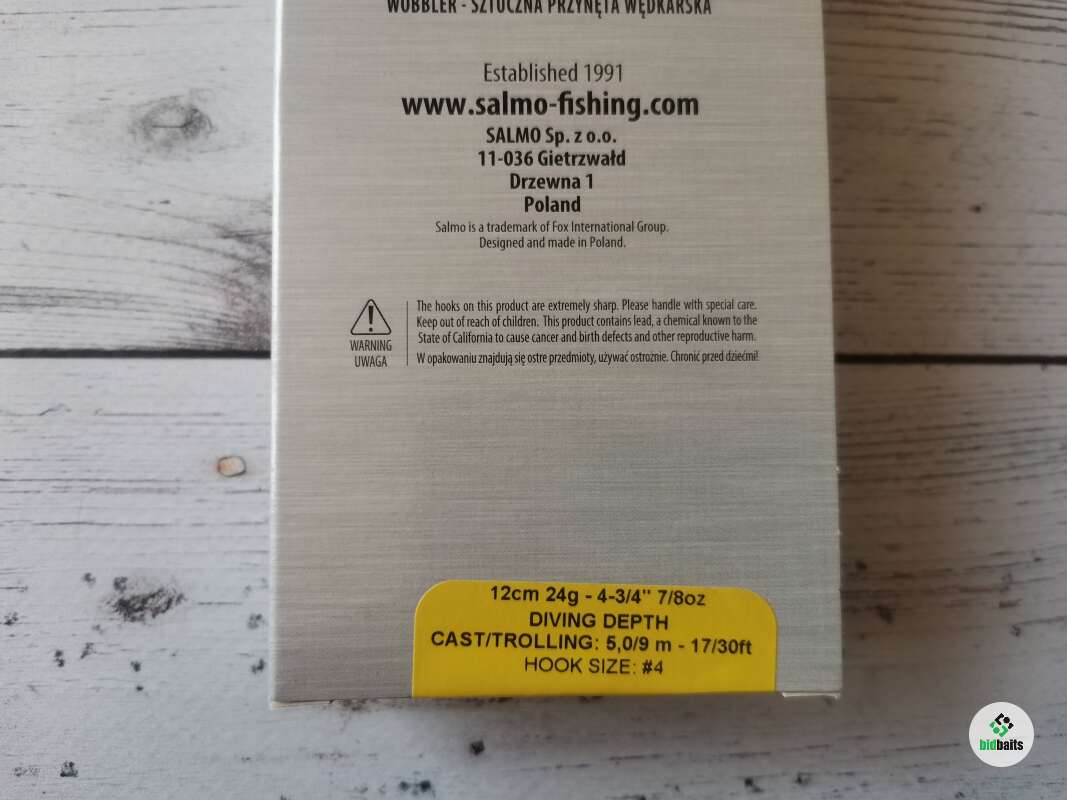 WOBBLER - SZTUCZNA PRZYNĘTA WĘDKARSKA
Established 1991
www.salmo-fishing.com
SALMO Sp. z o.o.
11-036 Gietrzwałd
Drzewna 1
Poland
Salmo is a trademark of Fox International Group.
Designed and made in Poland.
WARNING
UWAGA
The hooks on this product are extremely sharp. Please handle with special care.
Keep out of reach of children. This product contains lead, a chemical known to the
State of California to cause cancer and birth defects and other reproductive harm.
W opakowaniu znajdują się ostre przedmioty, używać ostrożnie. Chronić przed dziećmi!
12cm 24g - 4-3/4" 7/8oz
DIVING DEPTH
CAST/TROLLING: 5,0/9 m - 17/30ft
HOOK SIZE: #4
bidbaits